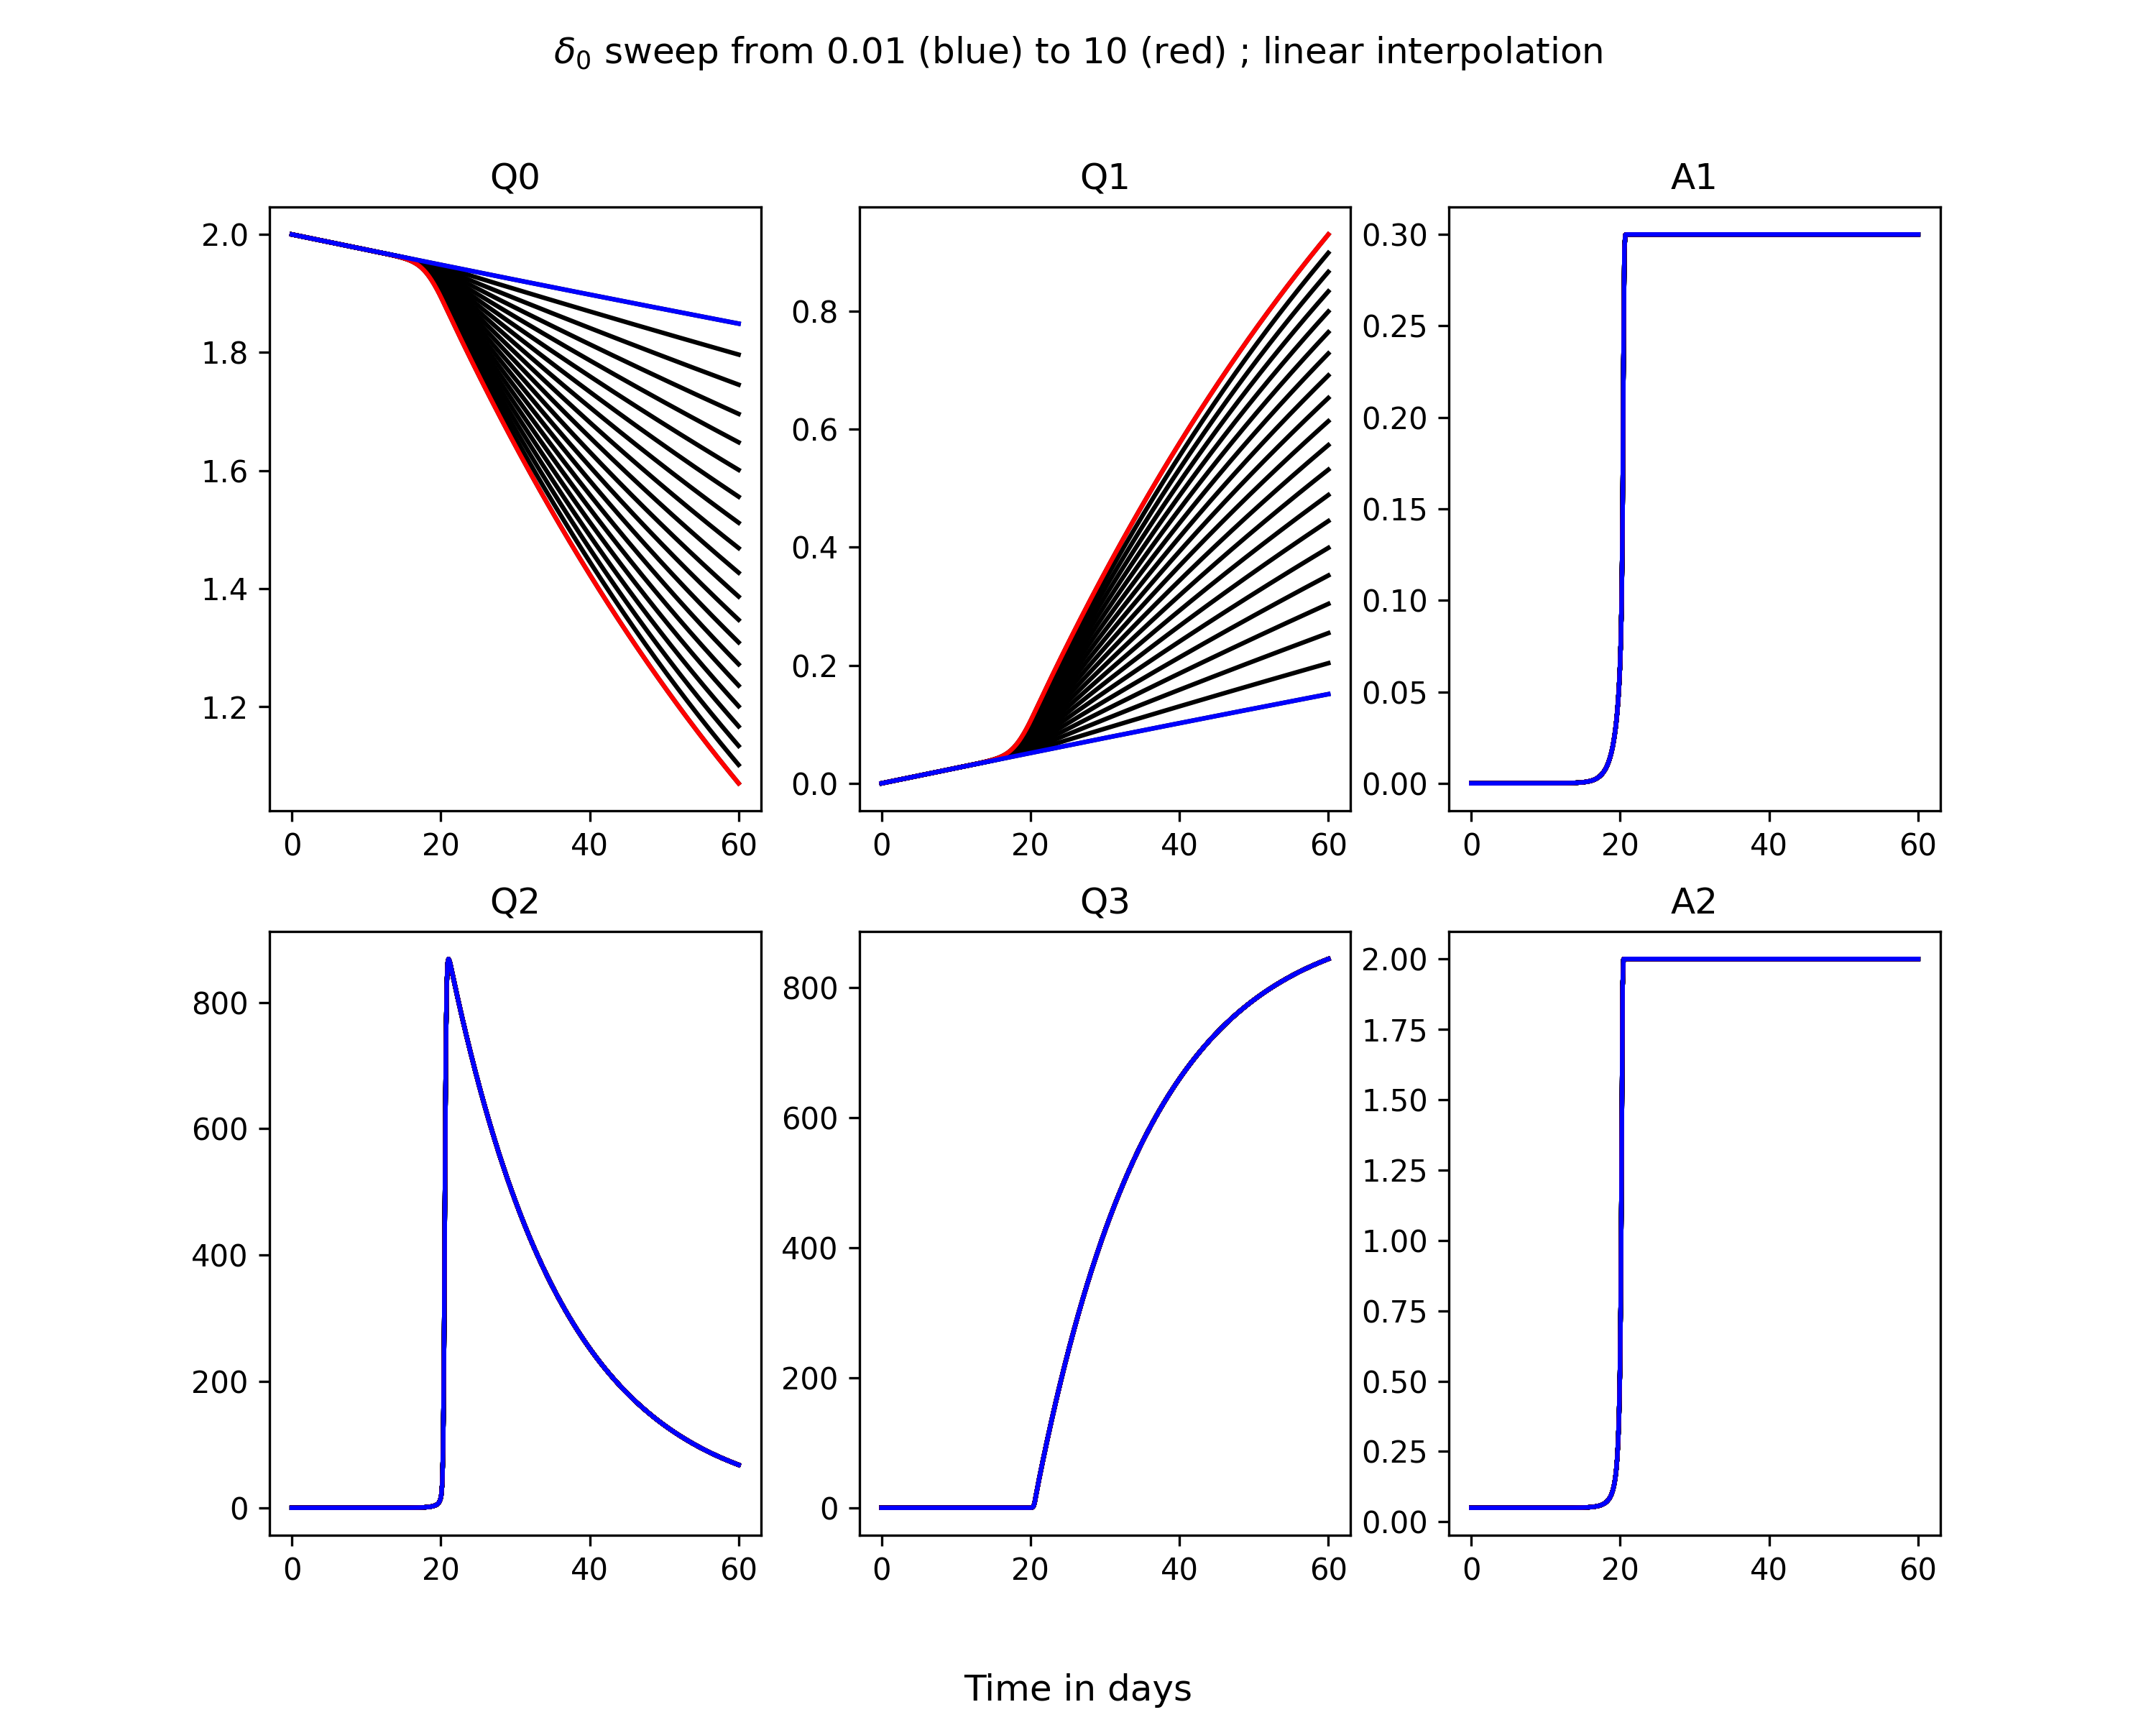 δ₀ sweep from 0.01 (blue) to 10 (red) ; linear interpolation
Q0
2.0
1.8
1.6
1.4
1.2
0 20 40 60
Q1
0.8
0.6
0.4
0.2
0.0
0 20 40 60
A1
0.30
0.25
0.20
0.15
0.10
0.05
0.00
0 20 40 60
Q2
800
600
400
200
0
0 20 40 60
Q3
800
600
400
200
0
0 20 40 60
A2
2.00
1.75
1.50
1.25
1.00
0.75
0.50
0.25
0.00
0 20 40 60
Time in days